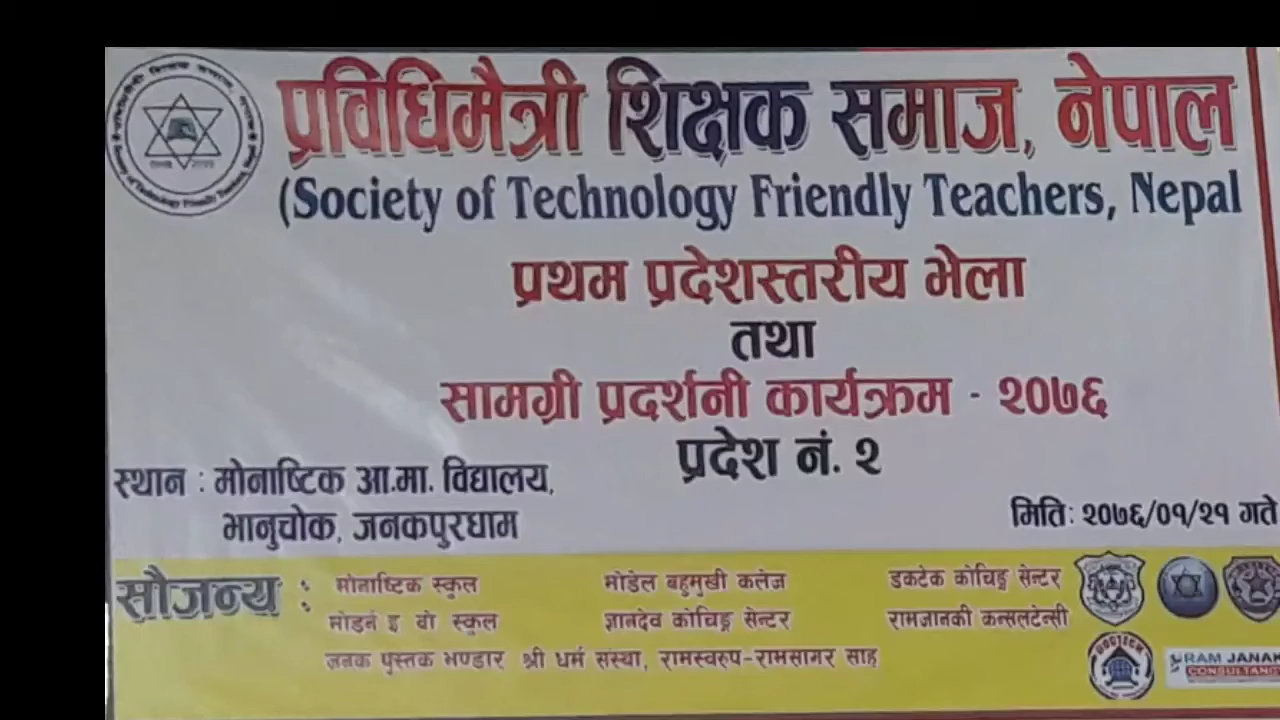 प्रविधिमैत्री शिक्षक समाज, नेपाल
(Society of Technology Friendly Teachers, Nepal
प्रथम प्रदेशस्तरीय भेला
तथा
सामग्री प्रदर्शनी कार्यक्रम - २०७६
प्रदेश नं. २
स्थान : मोनाष्टिक आ.मा. विद्यालय,
भानुचोक, जनकपुरधाम
मिति: २०७६/०१/२१ गते
सौजन्य : मोनाष्टिक स्कुल मोडेल बहुमुखी कलेज डकटेक कोचिङ्ग सेन्टर
मोडर्न इ वो स्कुल ज्ञानदेव कोचिङ्ग सेन्टर रामजानकी कन्सलटेन्सी
जनक पुस्तक भण्डार श्री धर्म संस्था, रामस्वरुप-रामसागर साह
RAM JANAK
CONSULTANC